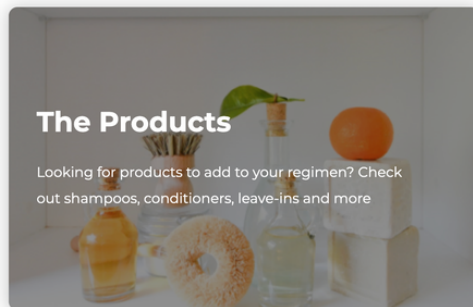 The Products
Looking for products to add to your regimen? Check
out shampoos, conditioners, leave-ins and more